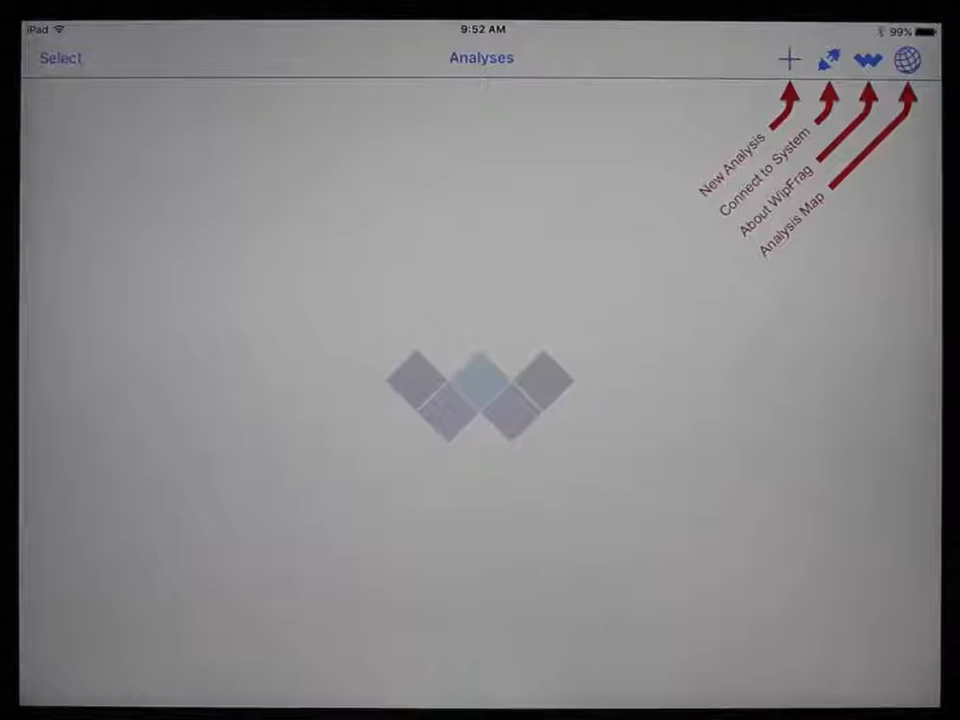 iPad
9:52 AM
99%
Select
Analyses
New Analysis
Connect to System
About WipFrag
Analysis Map